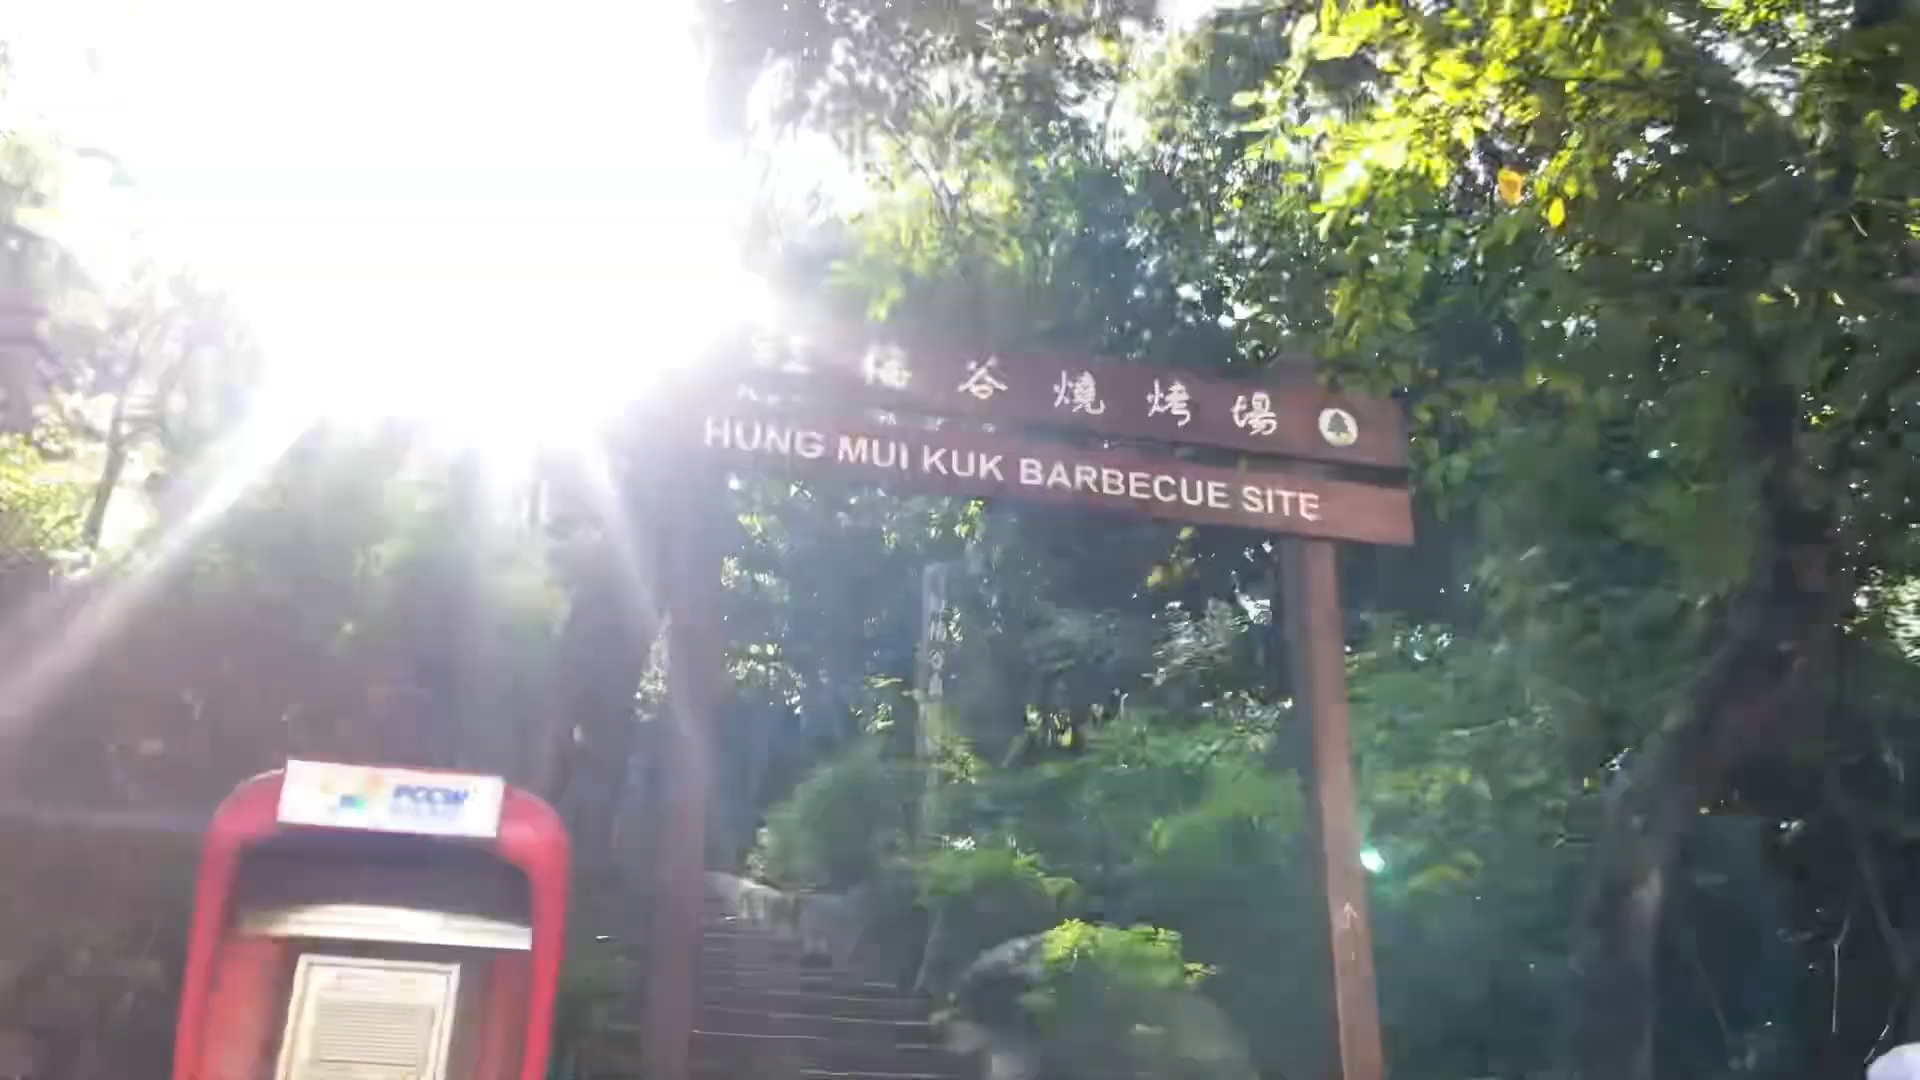 紅梅谷燒烤場
HUNG MUI KUK BARBECUE SITE
PCCW